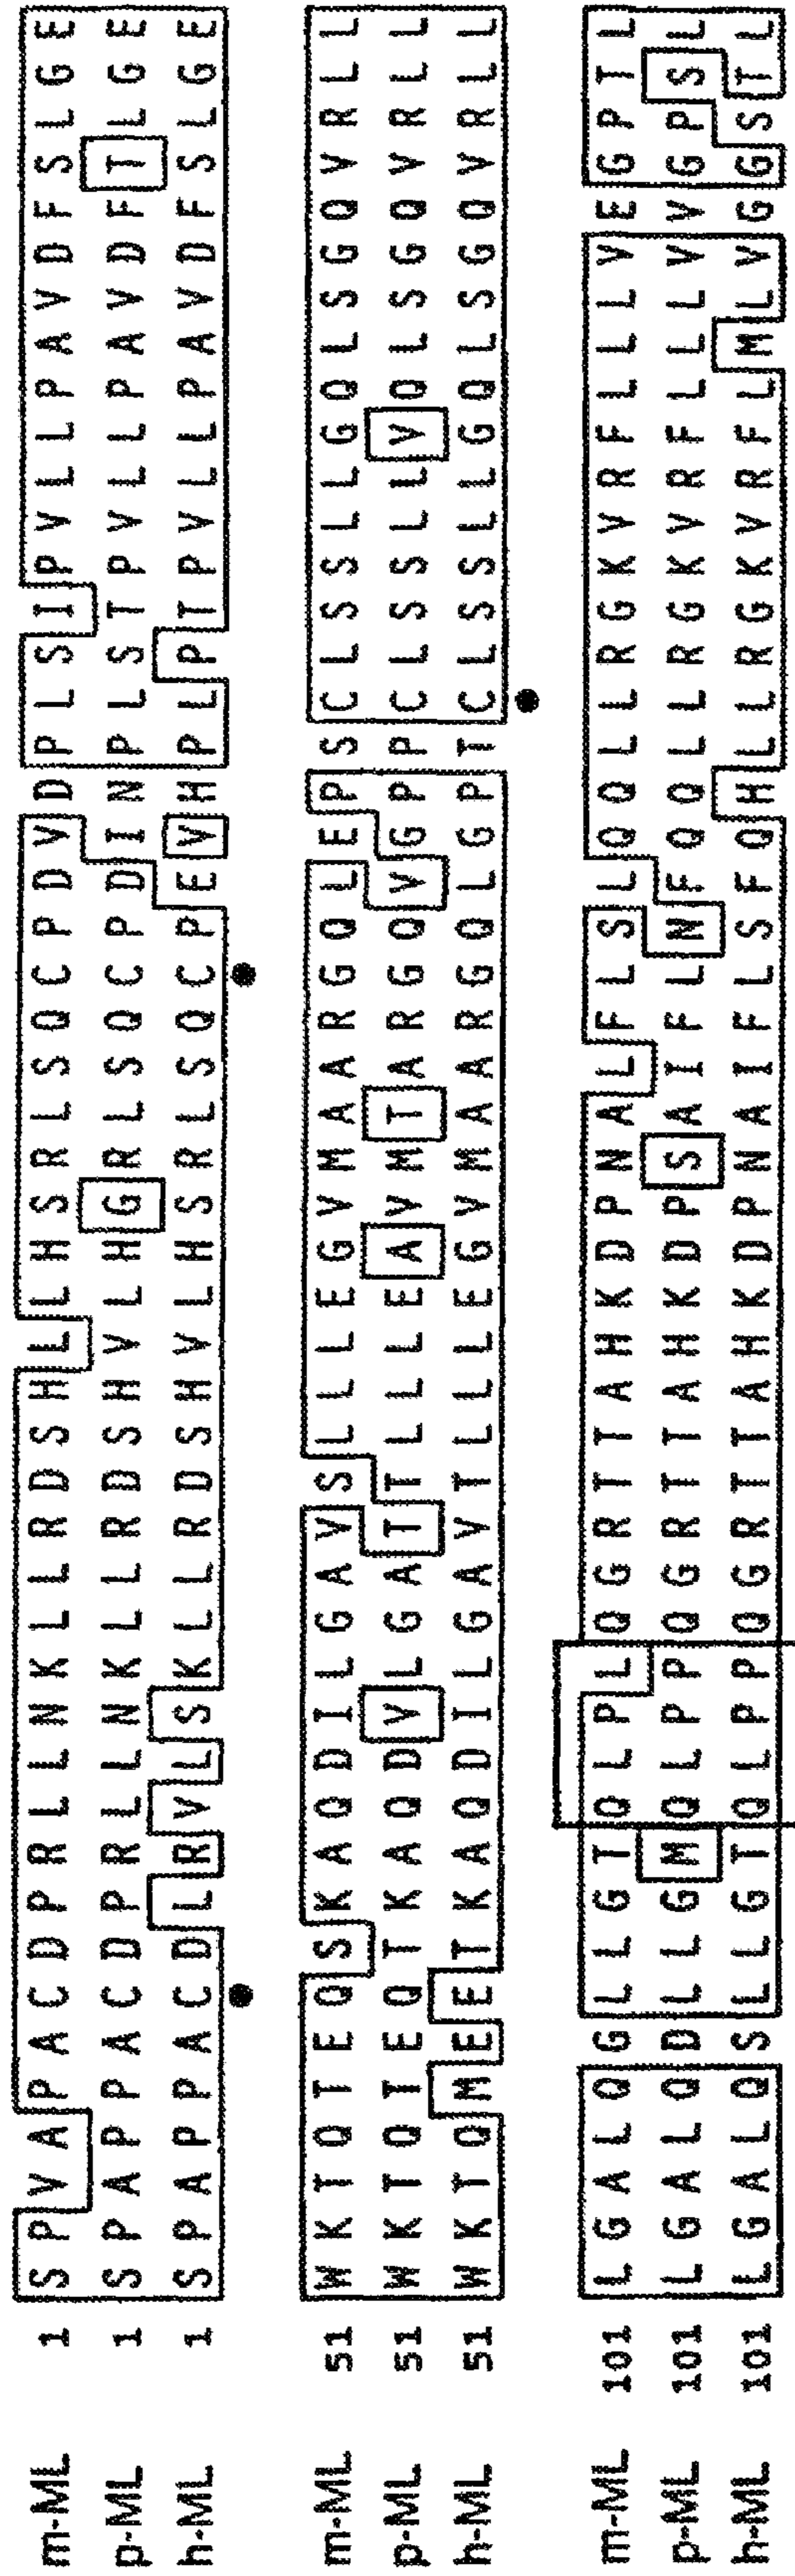 m-ML 1 S P V A P A C D P R L L N K L L R D S H L L H S R L S Q C P D V D P L S I P V L L P A V D F S L G E
p-ML 1 S P A P P A C D P R L L N K L L R D S H V L H G R L S Q C P D I N P L S T P V L L P A V D F T L G E
h-ML 1 S P A P P A C D L R V L S K L L R D S H V L H S R L S Q C P E V H P L P T P V L L P A V D F S L G E
m-ML 51 W K T Q T E Q S K A Q D I L G A V S L L L E G V M A A R G Q L E P S C L S S L L G Q L S G Q V R L L
p-ML 51 W K T Q T E Q T K A Q D V L G A T T L L L E A V M T A R G Q V G P P C L S S L L V Q L S G Q V R L L
h-ML 51 W K T Q M E E T K A Q D I L G A V T L L L E G V M A A R G Q L G P T C L S S L L G Q L S G Q V R L L
m-ML 101 L G A L Q G L L G T Q L P L Q G R T T A H K D P N A L F L S L Q Q L L R G K V R F L L L V E G P T L
p-ML 101 L G A L Q D L L G M Q L P P Q G R T T A H K D P S A I F L N F Q Q L L R G K V R F L L L V V G P S L
h-ML 101 L G A L Q S L L G T Q L P P Q G R T T A H K D P N A I F L S F Q H L L R G K V R F L M L V G G S T L